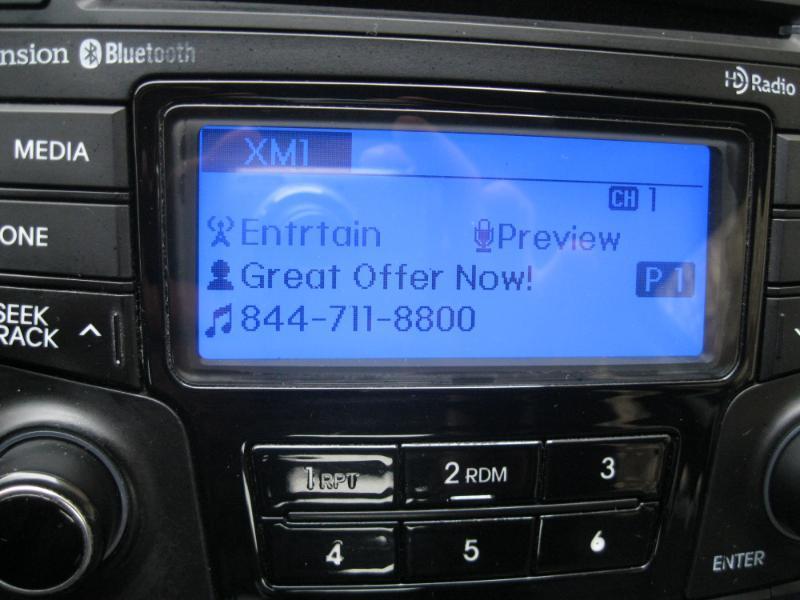 nsion Bluetooth
HD Radio
MEDIA
XM1
CH 1
ONE
Entrtain Preview
Great Offer Now! P 1
844-711-8800
SEEK
RACK
1 RPT 2 RDM 3
4 5 6
ENTER